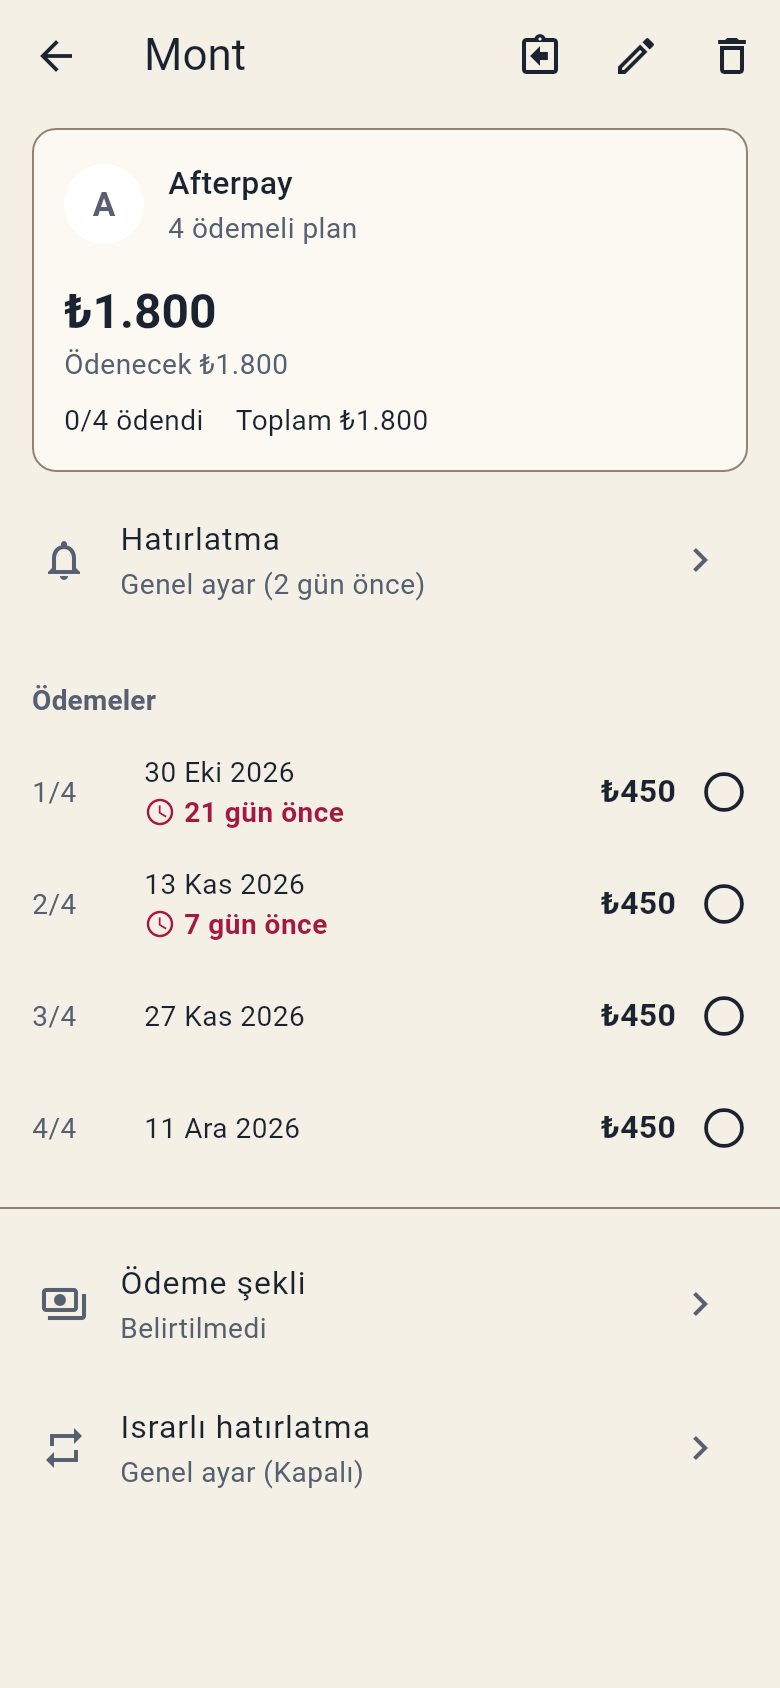 Mont
A
Afterpay
4 ödemeli plan
₺1.800
Ödenecek ₺1.800
0/4 ödendi Toplam ₺1.800
Hatırlatma
Genel ayar (2 gün önce)
Ödemeler
1/4 30 Eki 2026 ₺450
21 gün önce
2/4 13 Kas 2026 ₺450
7 gün önce
3/4 27 Kas 2026 ₺450
4/4 11 Ara 2026 ₺450
Ödeme şekli
Belirtilmedi
Israrlı hatırlatma
Genel ayar (Kapalı)